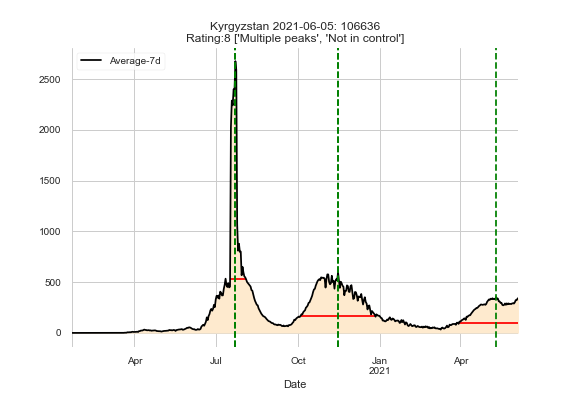 Kyrgyzstan 2021-06-05: 106636
Rating:8 ['Multiple peaks', 'Not in control']
Average-7d
2500
2000
1500
1000
500
0
Apr Jul Oct Jan Apr
2021
Date